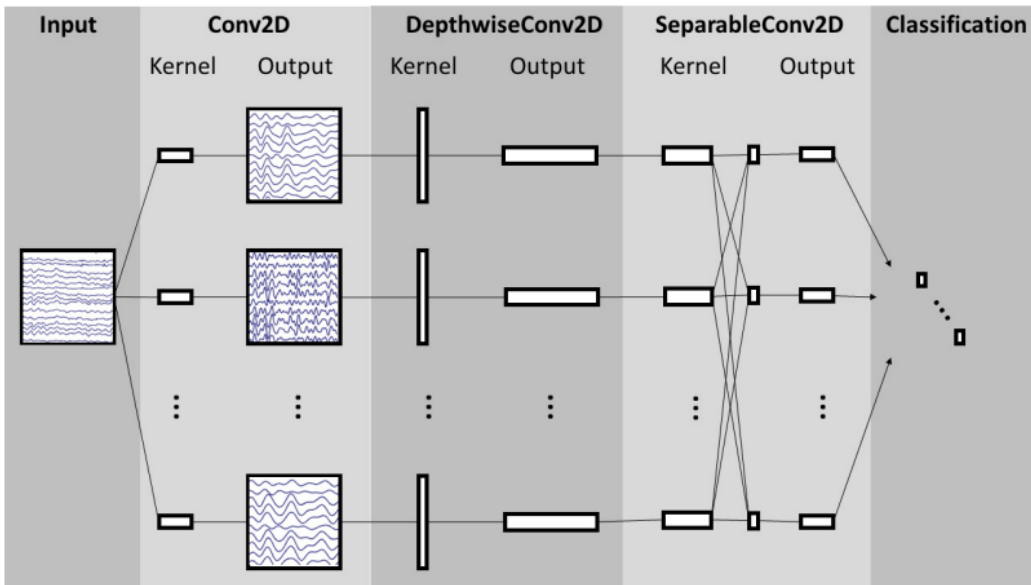 Input Conv2D DepthwiseConv2D SeparableConv2D Classification
Kernel Output Kernel Output Kernel Output